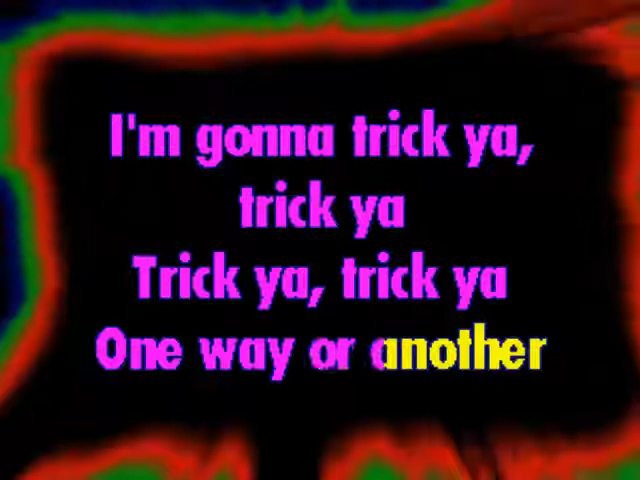 I'm gonna trick ya,
trick ya
Trick ya, trick ya
One way or another